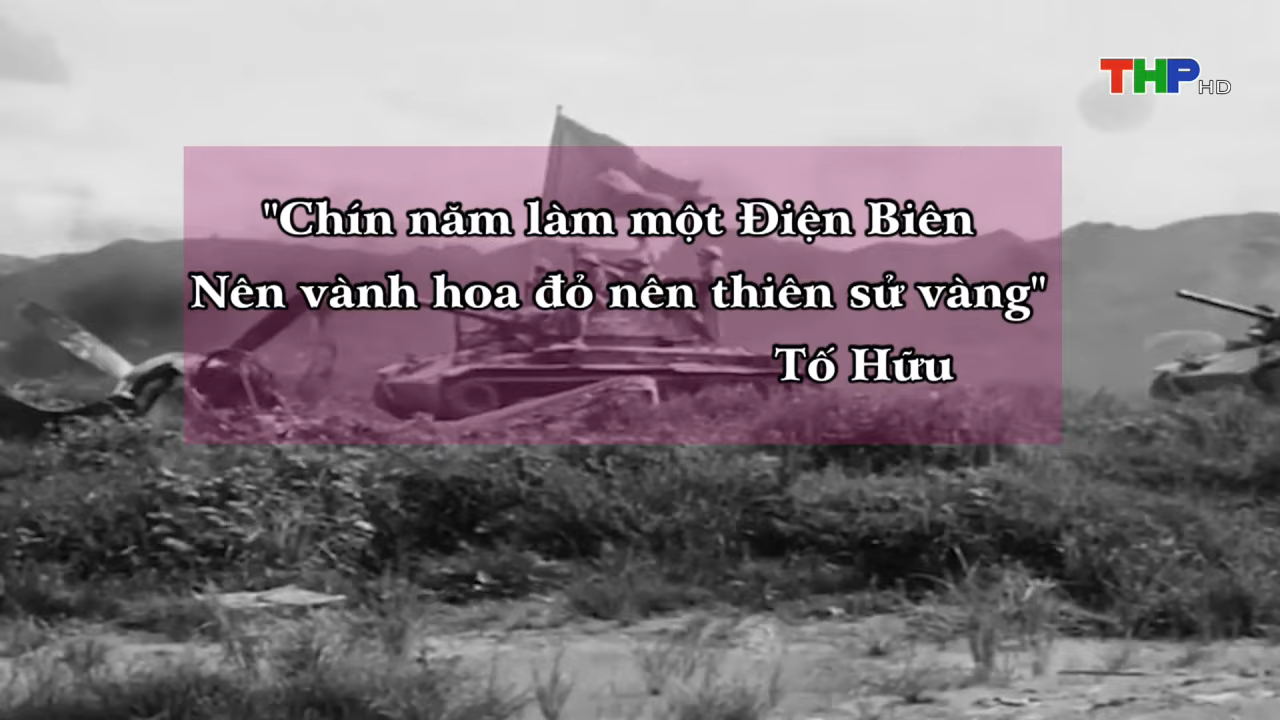 THP HD
"Chín năm làm một Điện Biên
Nên vành hoa đỏ nên thiên sử vàng"
Tố Hữu